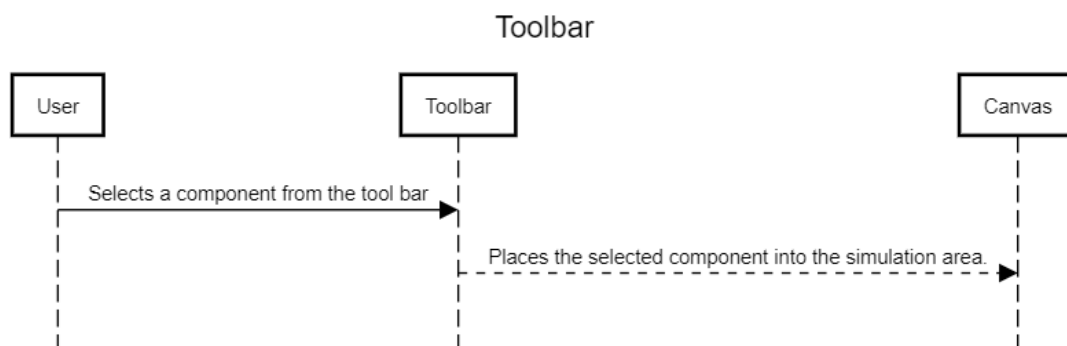 Toolbar
User
Toolbar
Canvas
Selects a component from the tool bar
Places the selected component into the simulation area.